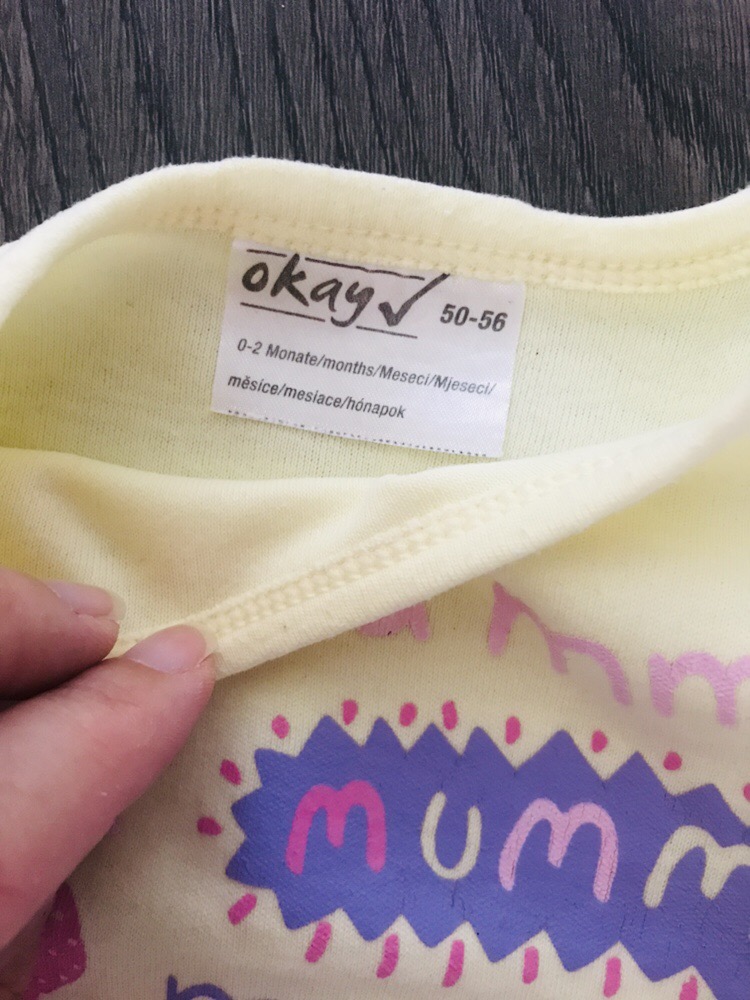 okay✓ 50-56
0-2 Monate/months/Meseci/Mjeseci/
měsíce/mesiace/hónapok
MUMM